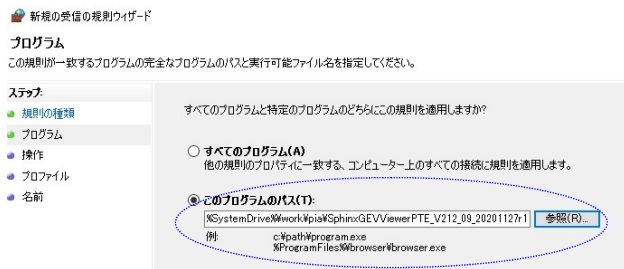 新規の受信の規則ウィザード
プログラム
この規則が一致するプログラムの完全なプログラムのパスと実行可能ファイル名を指定してください。
ステップ:
規則の種類
プログラム
操作
プロファイル
名前
すべてのプログラムと特定のプログラムのどちらにこの規則を適用しますか?
すべてのプログラム(A)
他の規則のプロパティに一致する、コンピューター上のすべての接続に規則を適用します。
このプログラムのパス(T):
%SystemDrive%¥work¥pia¥SphinxGEVViewerPTE_V212_09_20201127r1 参照(R)...
例: c:¥path¥program.exe
%ProgramFiles%¥browser¥browser.exe